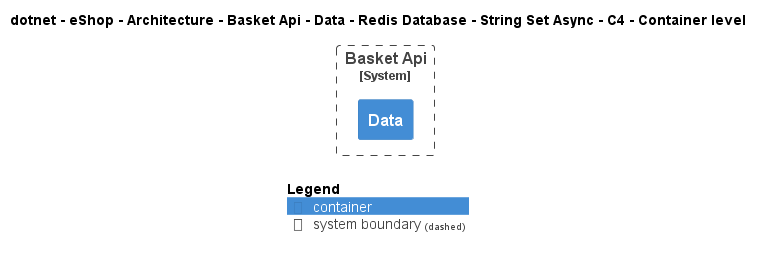 dotnet - eShop - Architecture - Basket Api - Data - Redis Database - String Set Async - C4 - Container level
Basket Api
[System]
Data
Legend
container
system boundary (dashed)